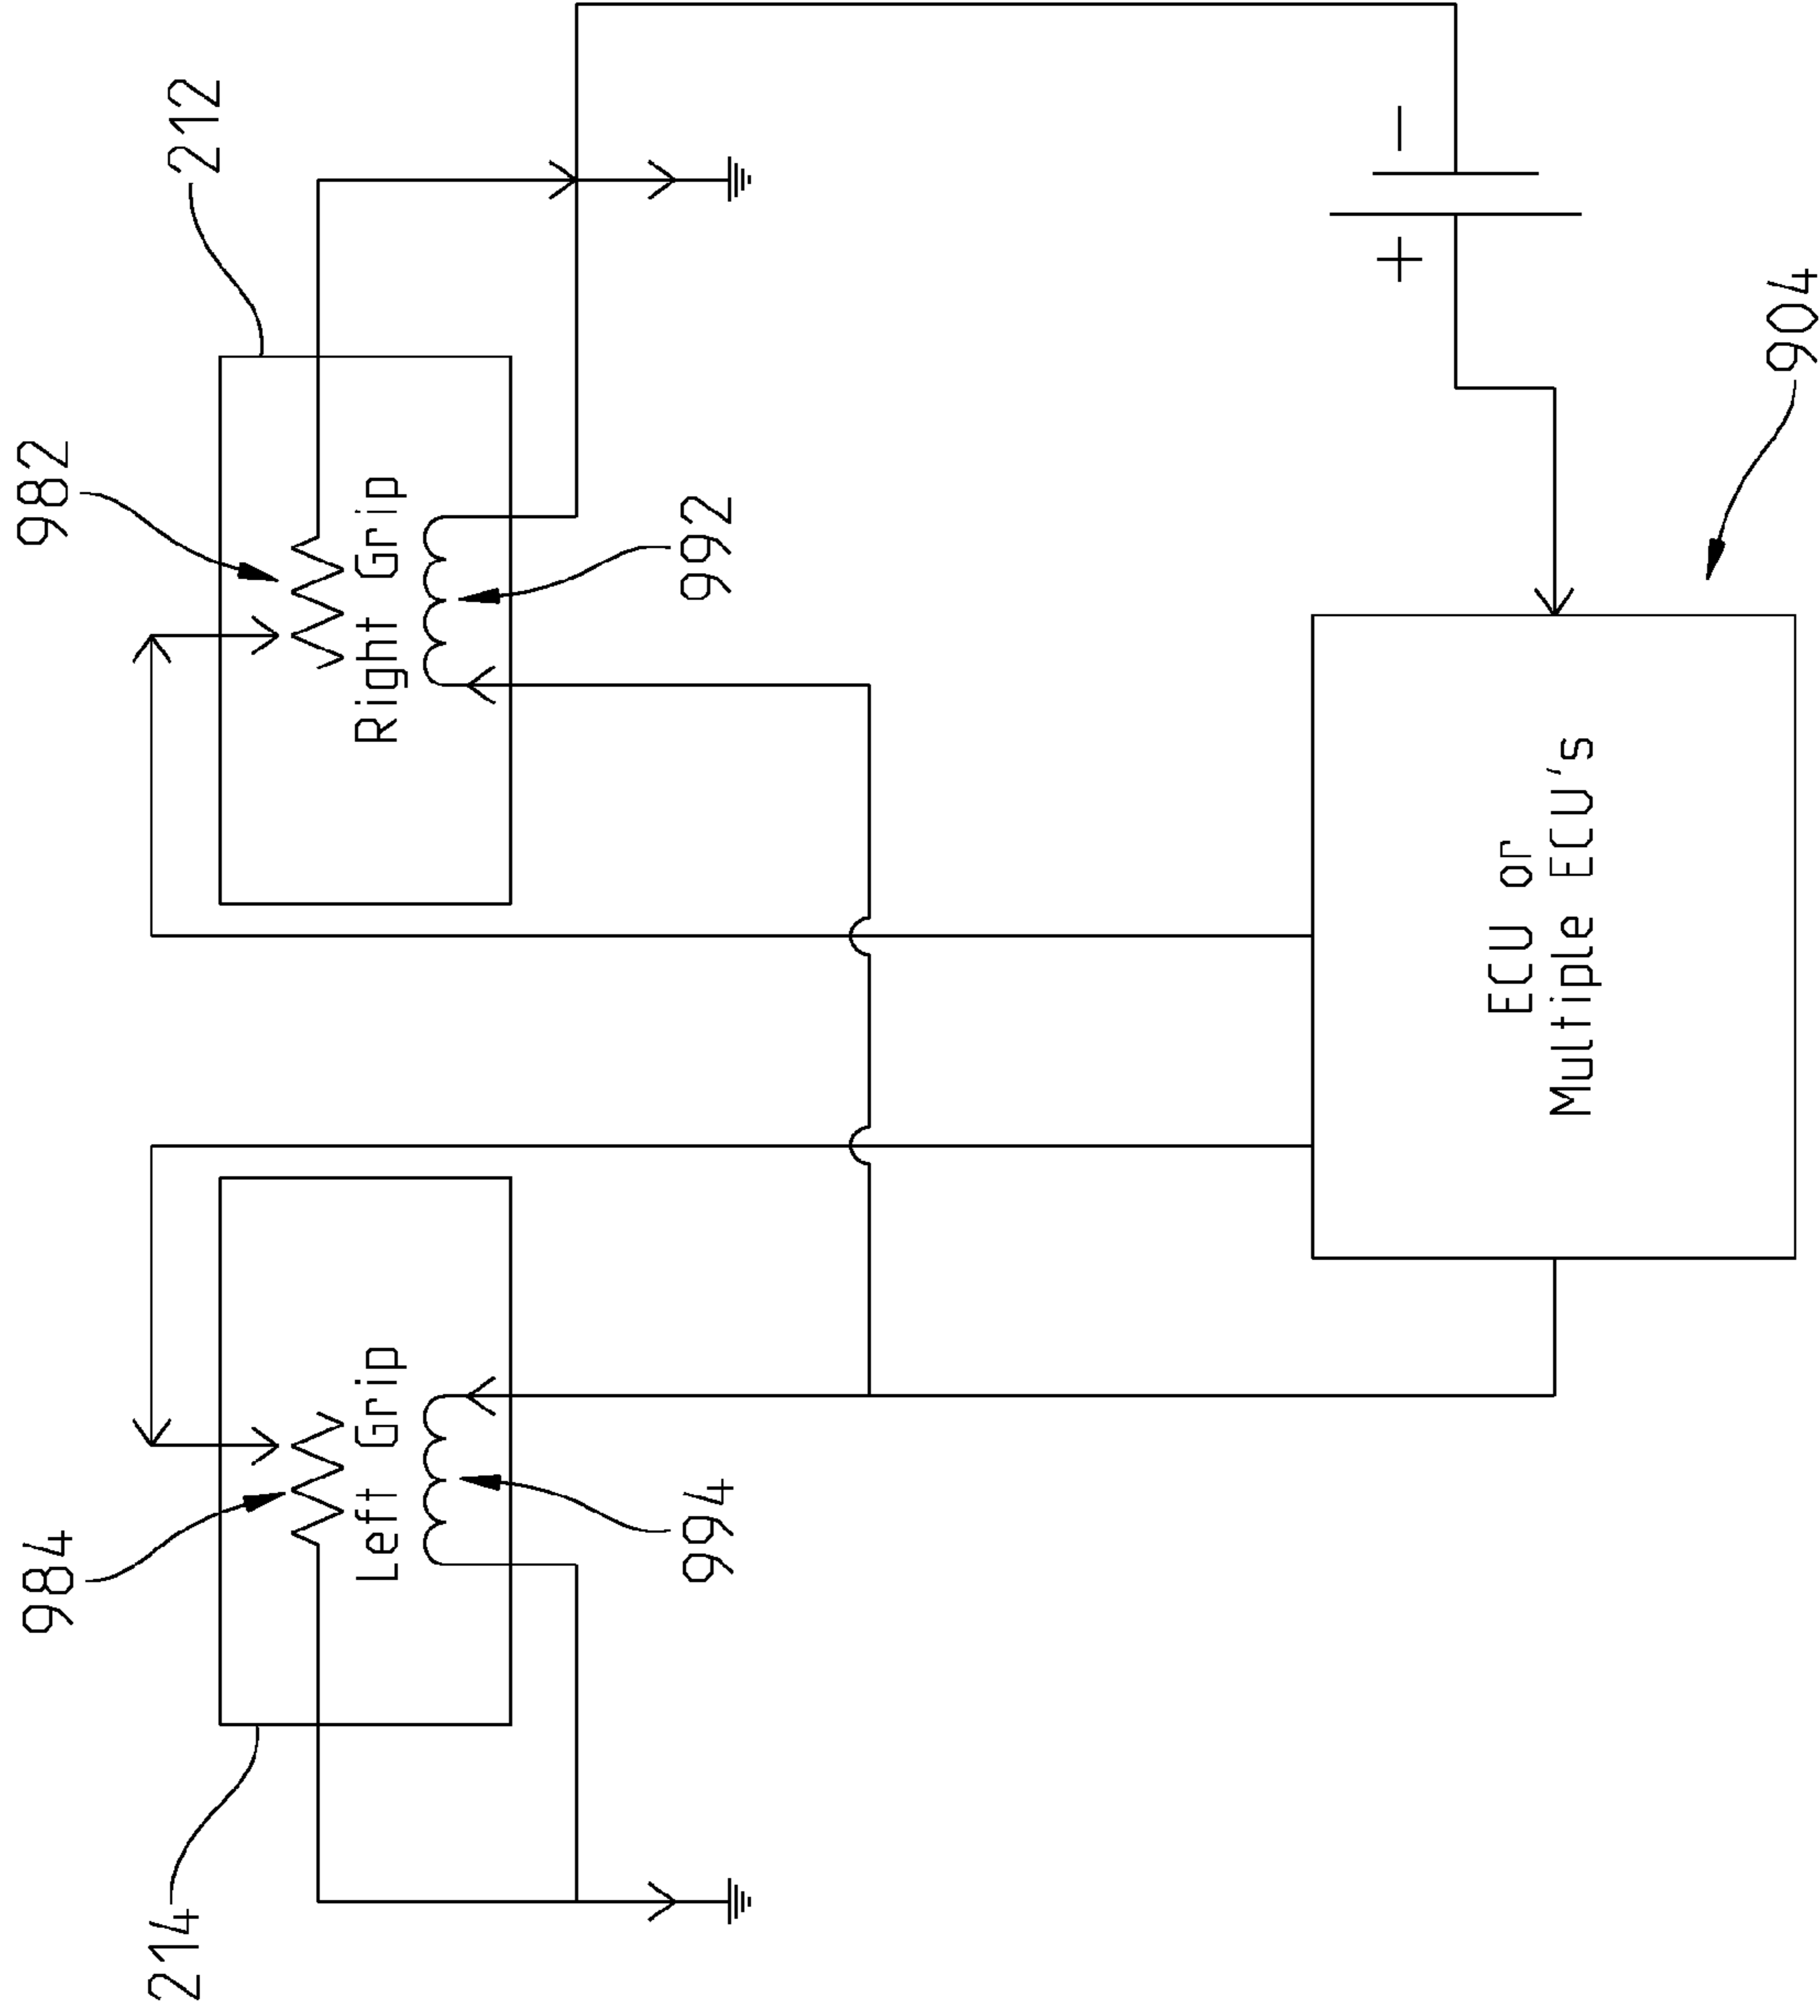 984
982
214
Left Grip
Right Grip
212
994
992
+
-
ECU or
Multiple ECU's
904